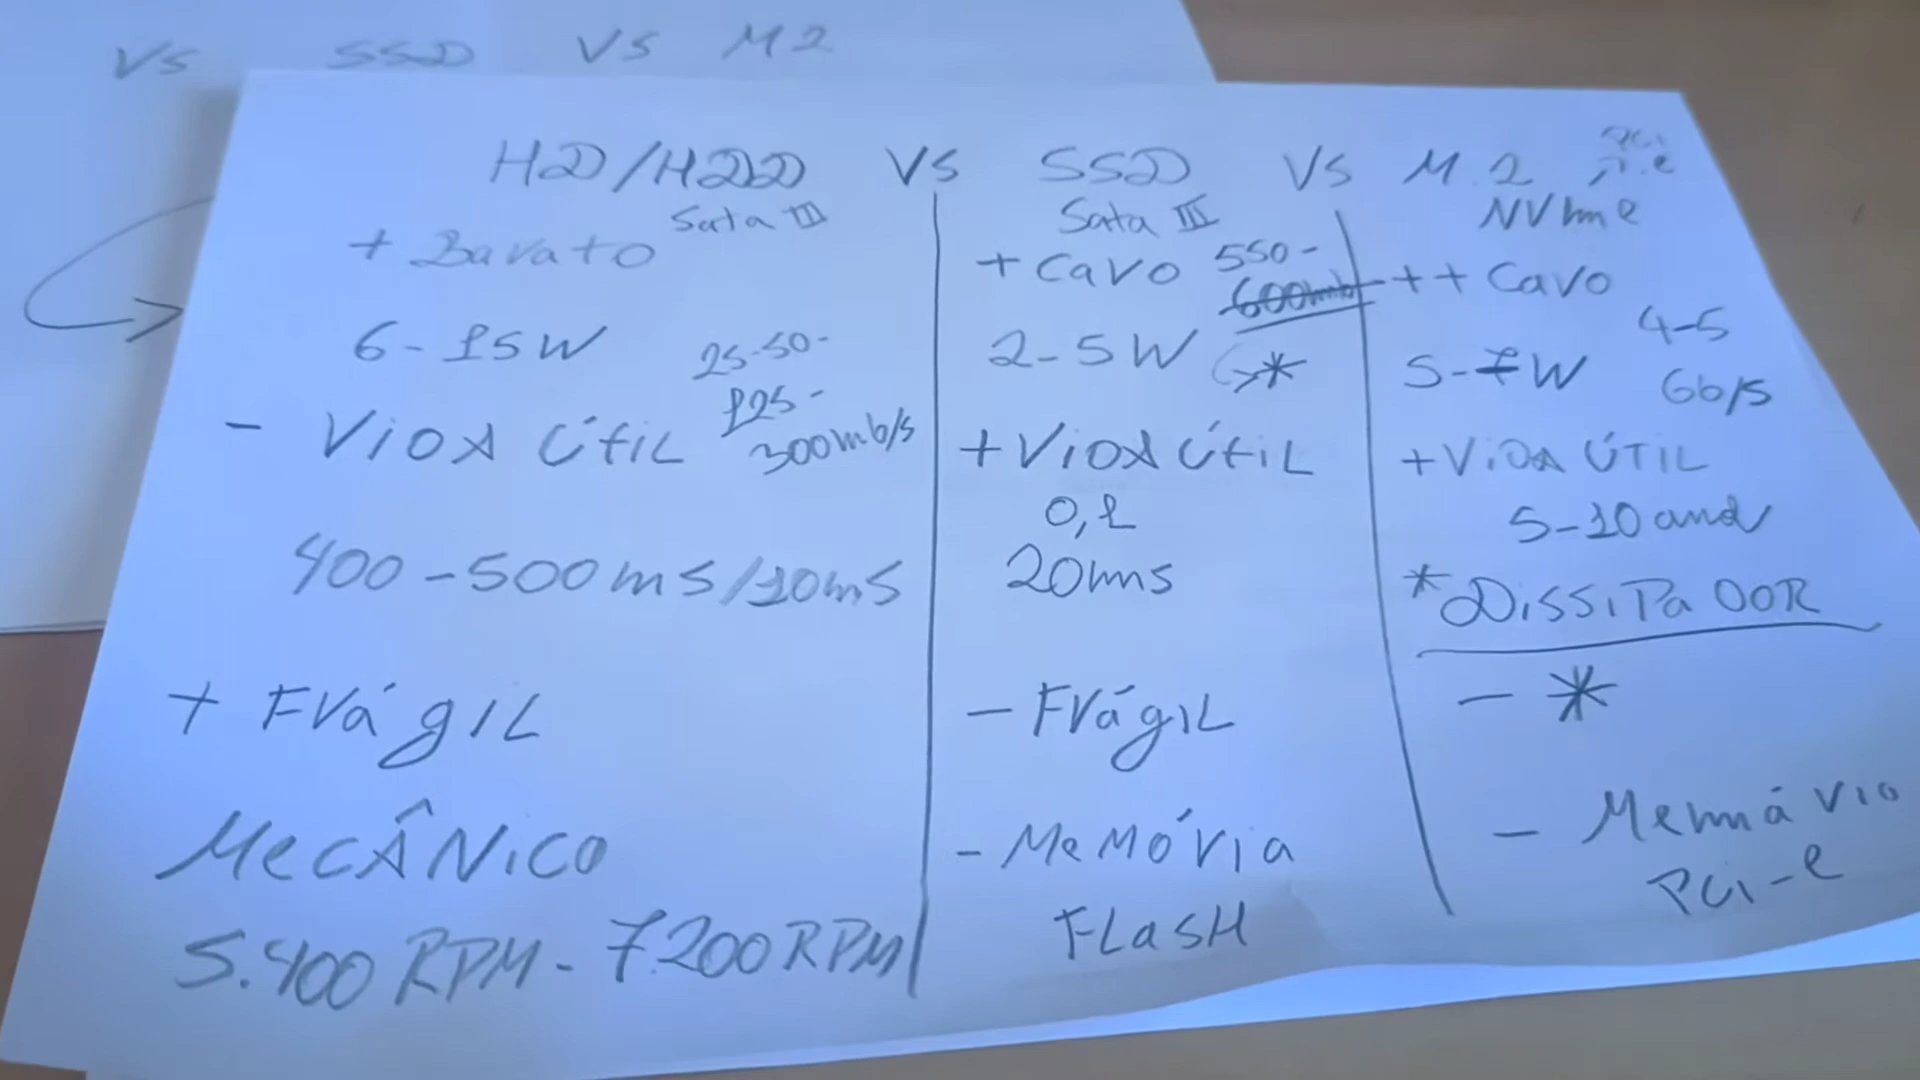 VS SSD VS M2
HD/HDD VS SSD VS M.2 PCi
Sata III Sata III NVme
+ Barato + Caro 550- ++ Caro
600mb
6-15W 25-50- 2-5W * 5-7W 4-5
125- Gb/s
- Vida Útil 300mb/s + Vida Útil + Vida ÚTIL
0,1 5-10 anos
400-500ms/10ms 20ms * DissiPaDOR
+ Frágil - Frágil - *
MecÂNico - MeMÓria - Memória
5.400 RPM - 7.200 RPM FLasH PCi-e